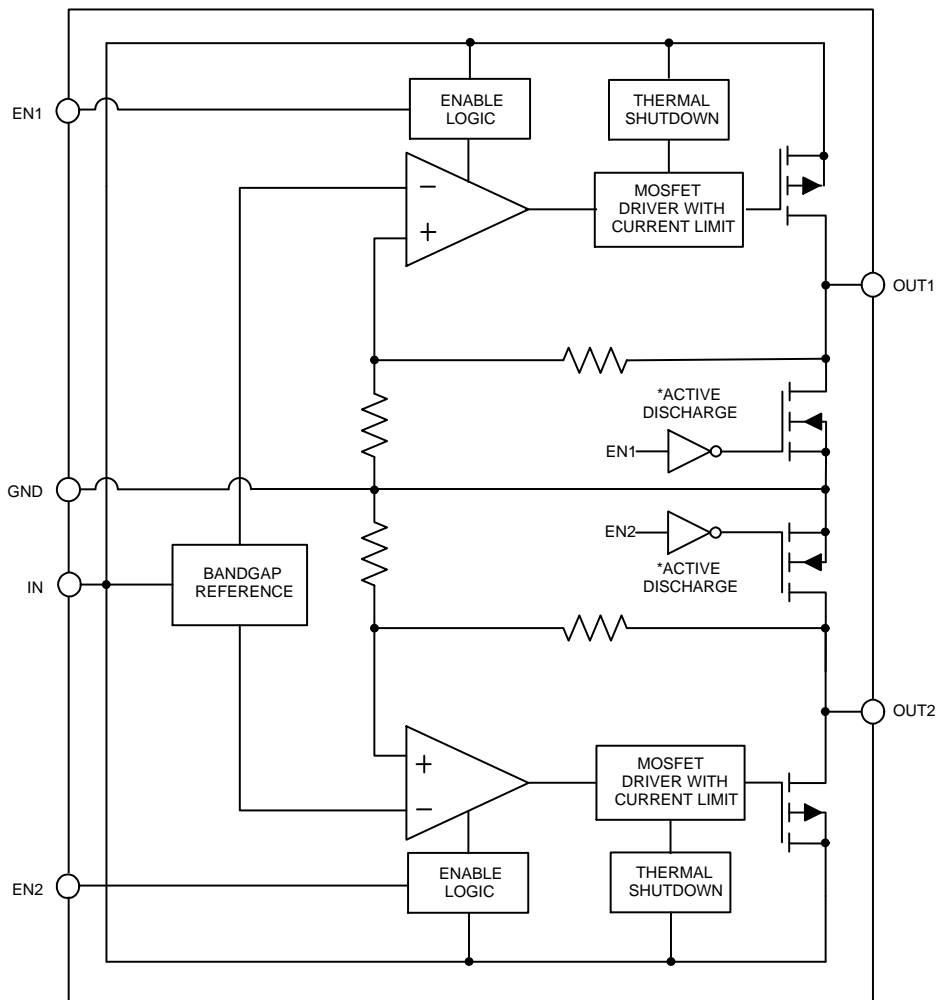 EN1
ENABLE
LOGIC
THERMAL
SHUTDOWN
−
+
MOSFET
DRIVER WITH
CURRENT LIMIT
OUT1
*ACTIVE
DISCHARGE
EN1
GND
EN2
*ACTIVE
DISCHARGE
IN
BANDGAP
REFERENCE
OUT2
+
−
MOSFET
DRIVER WITH
CURRENT LIMIT
EN2
ENABLE
LOGIC
THERMAL
SHUTDOWN